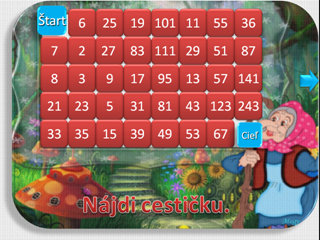 Štart 6 25 19 101 11 55 36
7 2 27 83 111 29 51 87
8 3 9 17 95 13 57 141
21 23 5 31 81 43 123 243
33 35 15 39 49 53 67 Cieľ
Nájdi cestičku.